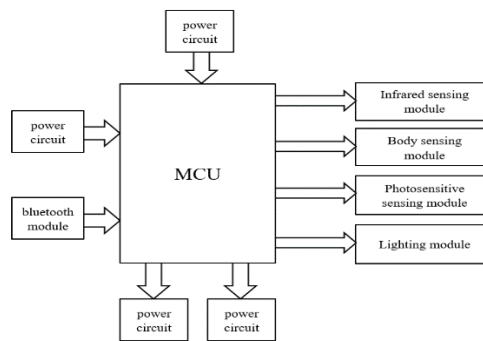 power
circuit
power
circuit
bluetooth
module
MCU
Infrared sensing
module
Body sensing
module
Photosensitive
sensing module
Lighting module
power
circuit
power
circuit